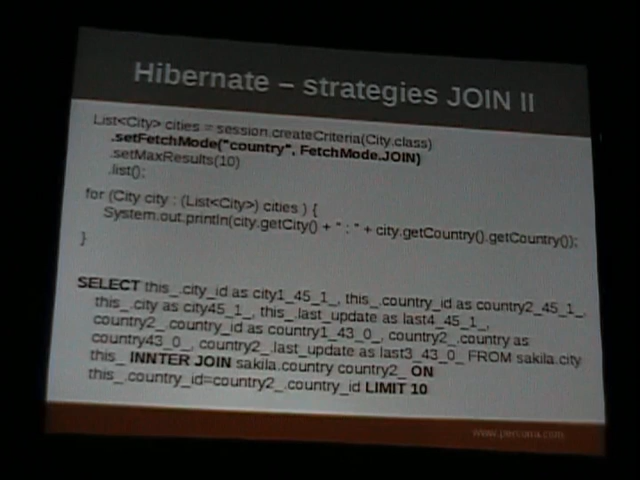 Hibernate – strategies JOIN II
List<City> cities = session.createCriteria(City.class)
.setFetchMode("country", FetchMode.JOIN)
.setMaxResults(10)
.list();
for (City city : (List<City>) cities ) {
System.out.println(city.getCity() + " : " + city.getCountry().getCountry());
}
SELECT this_.city_id as city1_45_1_, this_.country_id as country2_45_1_,
this_.city as city45_1_, this_.last_update as last4_45_1_,
country2_.country_id as country1_43_0_, country2_.country as
country43_0_, country2_.last_update as last3_43_0_ FROM sakila.city
this_ INNTER JOIN sakila.country country2_ ON
this_.country_id=country2_.country_id LIMIT 10
www.percona.com